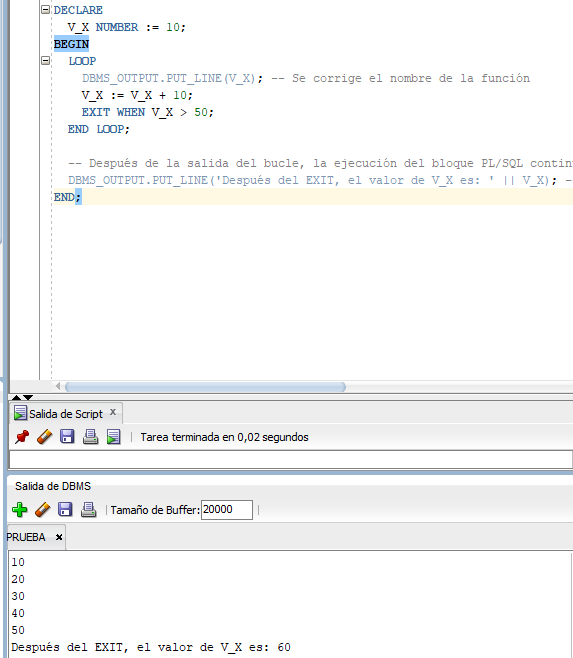 DECLARE
V_X NUMBER := 10;
BEGIN
LOOP
DBMS_OUTPUT.PUT_LINE(V_X); -- Se corrige el nombre de la función
V_X := V_X + 10;
EXIT WHEN V_X > 50;
END LOOP;
-- Después de la salida del bucle, la ejecución del bloque PL/SQL contin
DBMS_OUTPUT.PUT_LINE('Después del EXIT, el valor de V_X es: ' || V_X); -
END;
Salida de Script x
Tarea terminada en 0,02 segundos
Salida de DBMS
Tamaño de Buffer: 20000
PRUEBA x
10
20
30
40
50
Después del EXIT, el valor de V_X es: 60